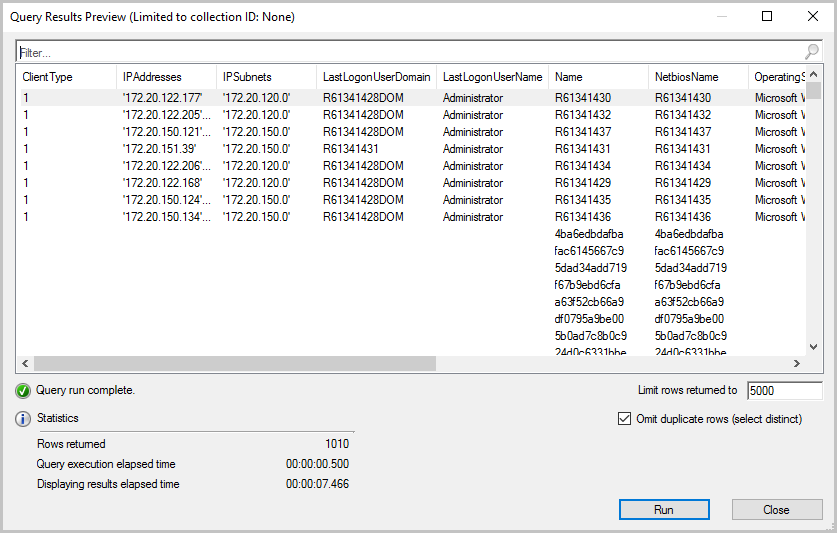 Query Results Preview (Limited to collection ID: None)
Filter...
ClientType IPAddresses IPSubnets LastLogonUserDomain LastLogonUserName Name NetbiosName OperatingS
1 '172.20.122.177' '172.20.120.0' R61341428DOM Administrator R61341430 R61341430 Microsoft W
1 '172.20.122.205'... '172.20.120.0' R61341428DOM Administrator R61341432 R61341432 Microsoft W
1 '172.20.150.121'... '172.20.150.0' R61341428DOM Administrator R61341437 R61341437 Microsoft W
1 '172.20.151.39' '172.20.150.0' R61341431 Administrator R61341431 R61341431 Microsoft W
1 '172.20.122.206'... '172.20.120.0' R61341428DOM Administrator R61341434 R61341434 Microsoft W
1 '172.20.122.168' '172.20.120.0' R61341428DOM Administrator R61341429 R61341429 Microsoft W
1 '172.20.150.124'... '172.20.150.0' R61341428DOM Administrator R61341435 R61341435 Microsoft W
1 '172.20.150.134'... '172.20.150.0' R61341428DOM Administrator R61341436 R61341436 Microsoft W
4ba6edbdafba 4ba6edbdafba
fac6145667c9 fac6145667c9
5dad34add719 5dad34add719
f67b9ebd6cfa f67b9ebd6cfa
a63f52cb66a9 a63f52cb66a9
df0795a9be00 df0795a9be00
5b0ad7c8b0c9 5b0ad7c8b0c9
24d0c6331bbe 24d0c6331bbe
Query run complete.
Limit rows returned to 5000
Statistics
Omit duplicate rows (select distinct)
Rows returned 1010
Query execution elapsed time 00:00:00.500
Displaying results elapsed time 00:00:07.466
Run Close